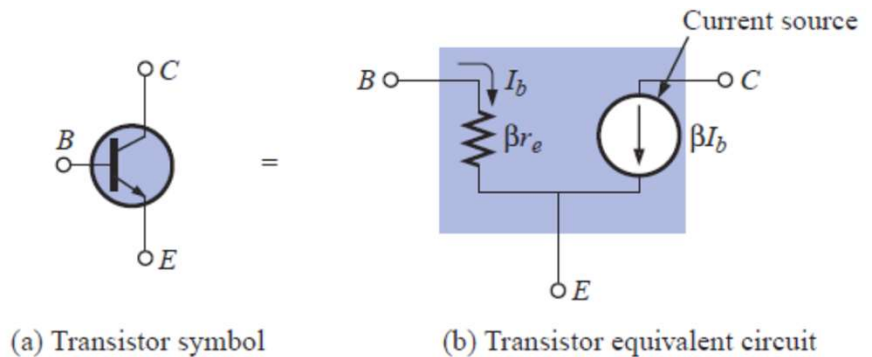 Current source
C
B
E
=
B
I_b
βr_e
C
βI_b
E
(a) Transistor symbol
(b) Transistor equivalent circuit